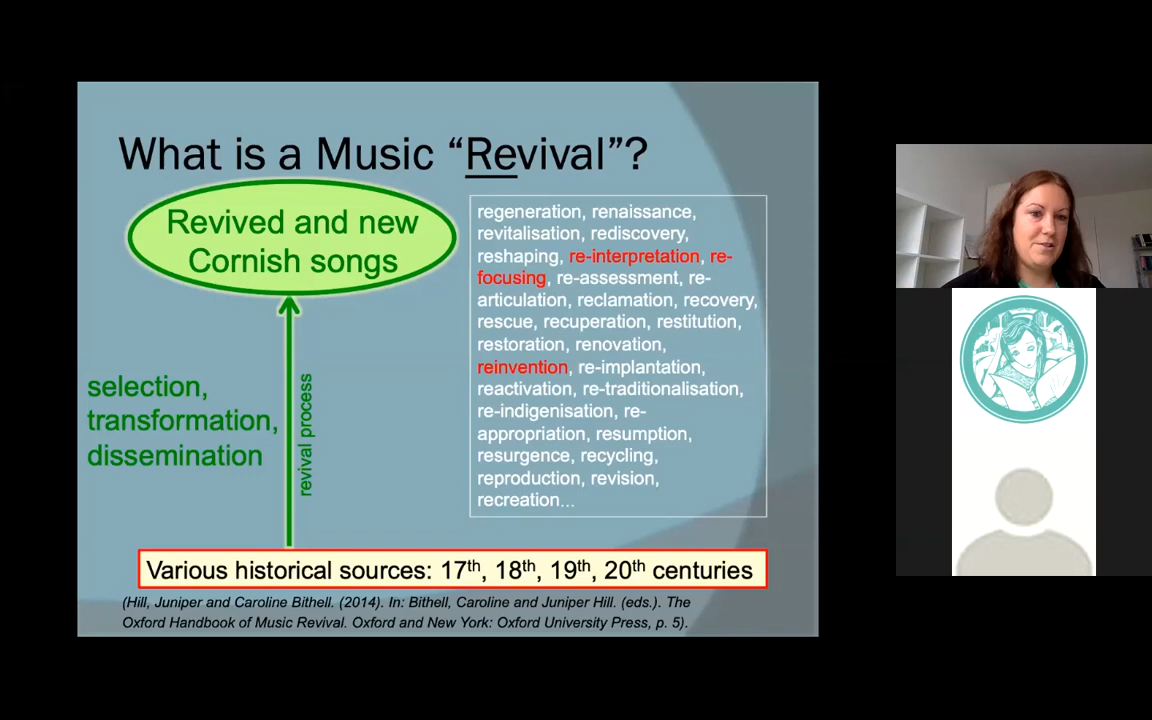 What is a Music “Revival”?
Revived and new
Cornish songs
selection,
transformation,
dissemination
revival process
regeneration, renaissance,
revitalisation, rediscovery,
reshaping, re-interpretation, re-
focusing, re-assessment, re-
articulation, reclamation, recovery,
rescue, recuperation, restitution,
restoration, renovation,
reinvention, re-implantation,
reactivation, re-traditionalisation,
re-indigenisation, re-
appropriation, resumption,
resurgence, recycling,
reproduction, revision,
recreation...
Various historical sources: 17th, 18th, 19th, 20th centuries
(Hill, Juniper and Caroline Bithell. (2014). In: Bithell, Caroline and Juniper Hill. (eds.). The
Oxford Handbook of Music Revival. Oxford and New York: Oxford University Press, p. 5).